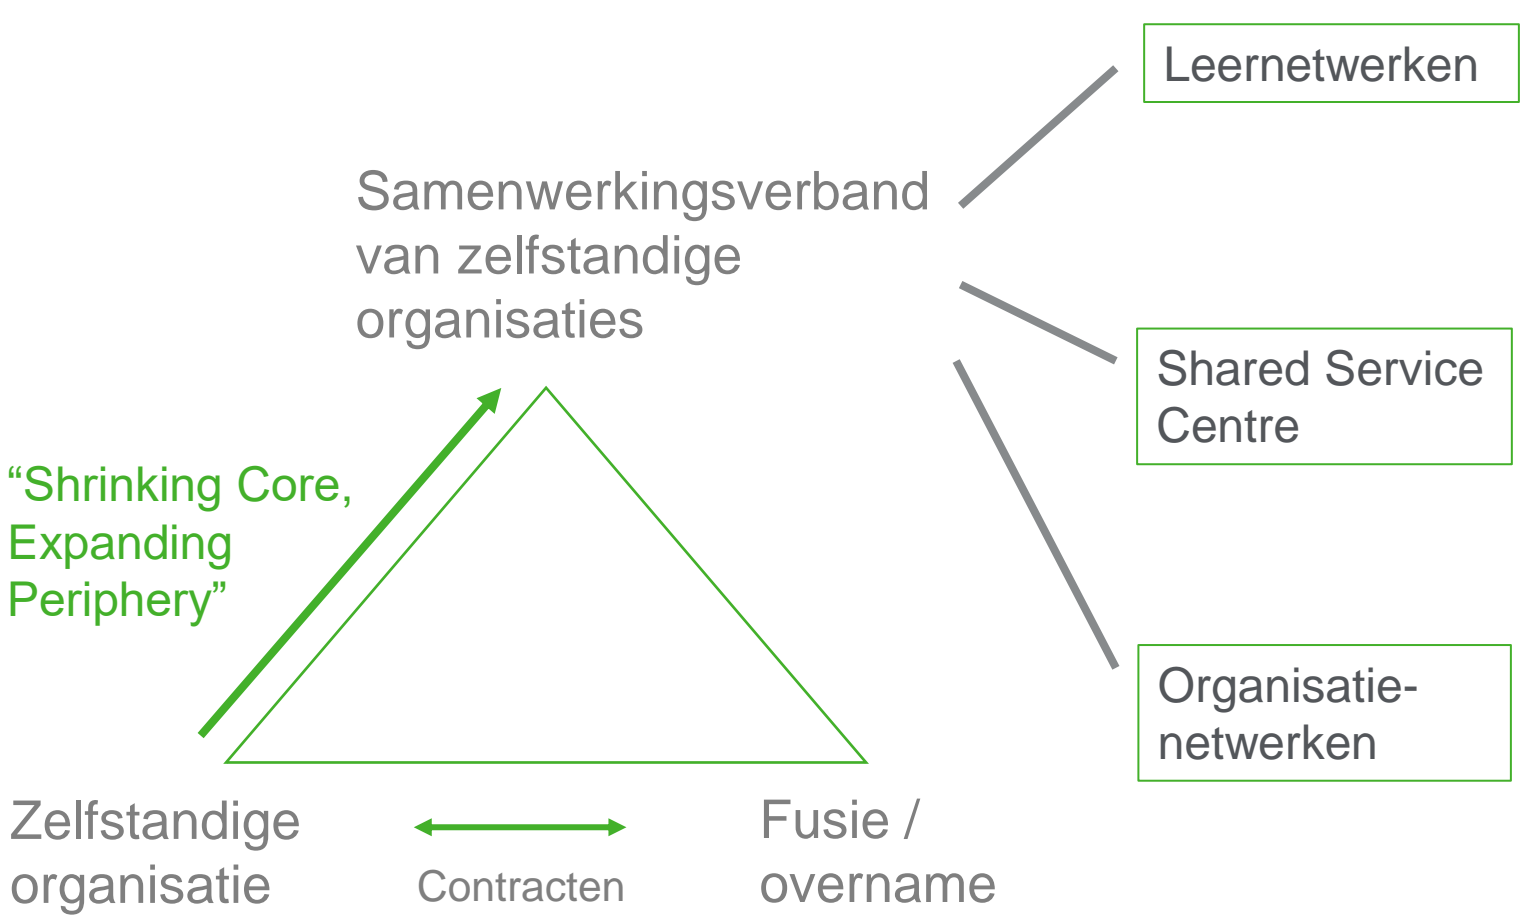 Leernetwerken
Samenwerkingsverband
van zelfstandige
organisaties
Shared Service
Centre
“Shrinking Core,
Expanding
Periphery”
Organisatie-
netwerken
Zelfstandige
organisatie
Contracten
Fusie /
overname